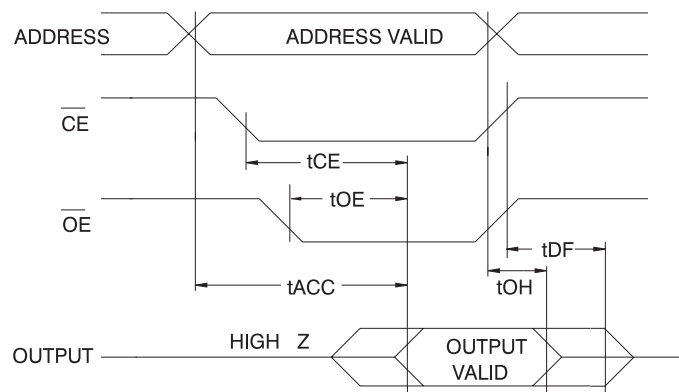 ADDRESS
ADDRESS VALID
CE
tCE
tOE
OE
tDF
tACC
tOH
HIGH Z
OUTPUT
OUTPUT
VALID